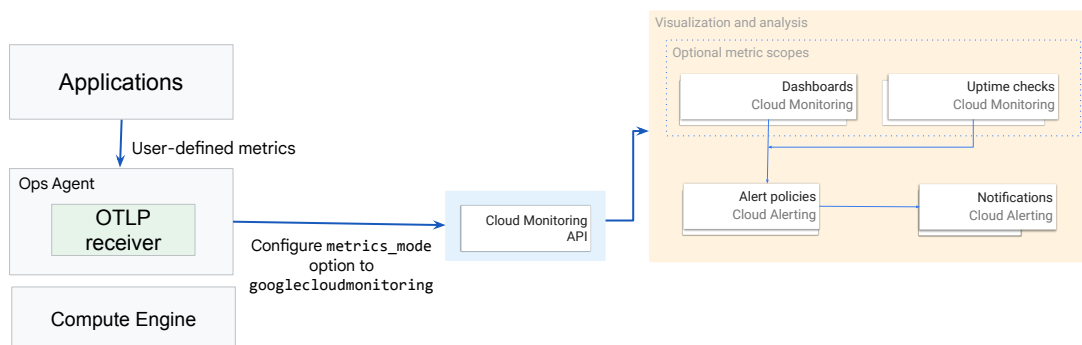 Applications
User-defined metrics
Ops Agent
OTLP
receiver
Compute Engine
Configure metrics_mode
option to
googlecloudmonitoring
Cloud Monitoring
API
Visualization and analysis
Optional metric scopes
Dashboards
Cloud Monitoring
Uptime checks
Cloud Monitoring
Alert policies
Cloud Alerting
Notifications
Cloud Alerting